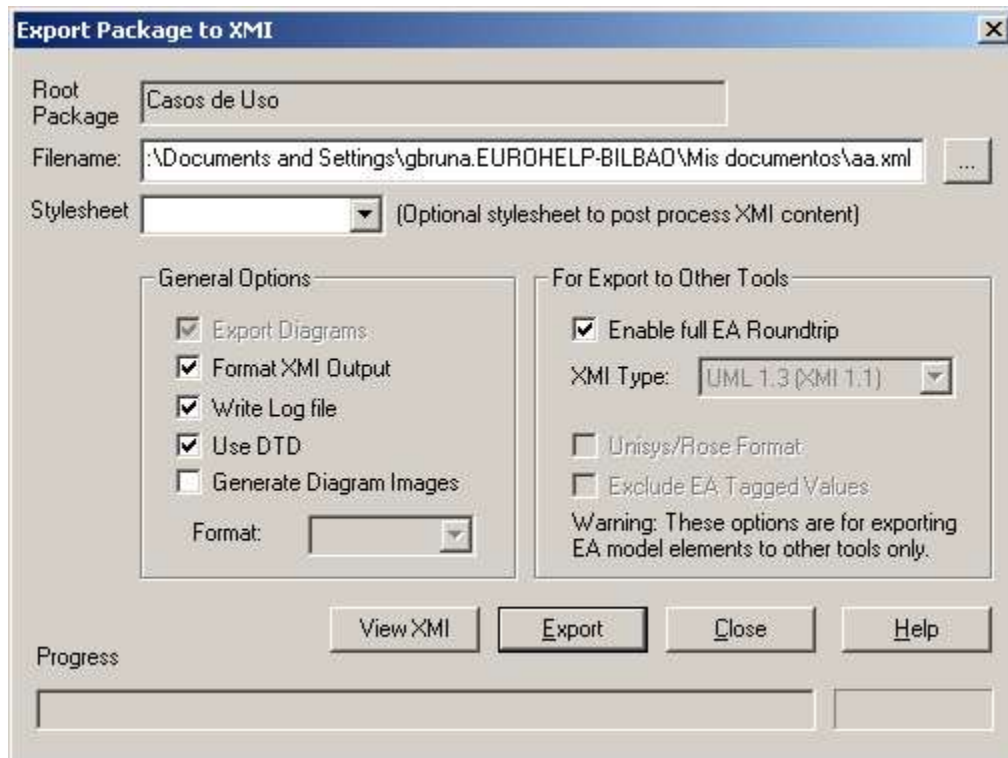 Export Package to XMI
Root
Package
Casos de Uso
Filename:
:\Documents and Settings\gbruna.EUROHELP-BILBAO\Mis documentos\aa.xml
...
Stylesheet
(Optional stylesheet to post process XMI content)
General Options
Export Diagrams
Format XMI Output
Write Log file
Use DTD
Generate Diagram Images
Format:
For Export to Other Tools
Enable full EA Roundtrip
XMI Type:
UML 1.3 (XMI 1.1)
Unisys/Rose Format
Exclude EA Tagged Values
Warning: These options are for exporting
EA model elements to other tools only.
View XMI
Export
Close
Help
Progress